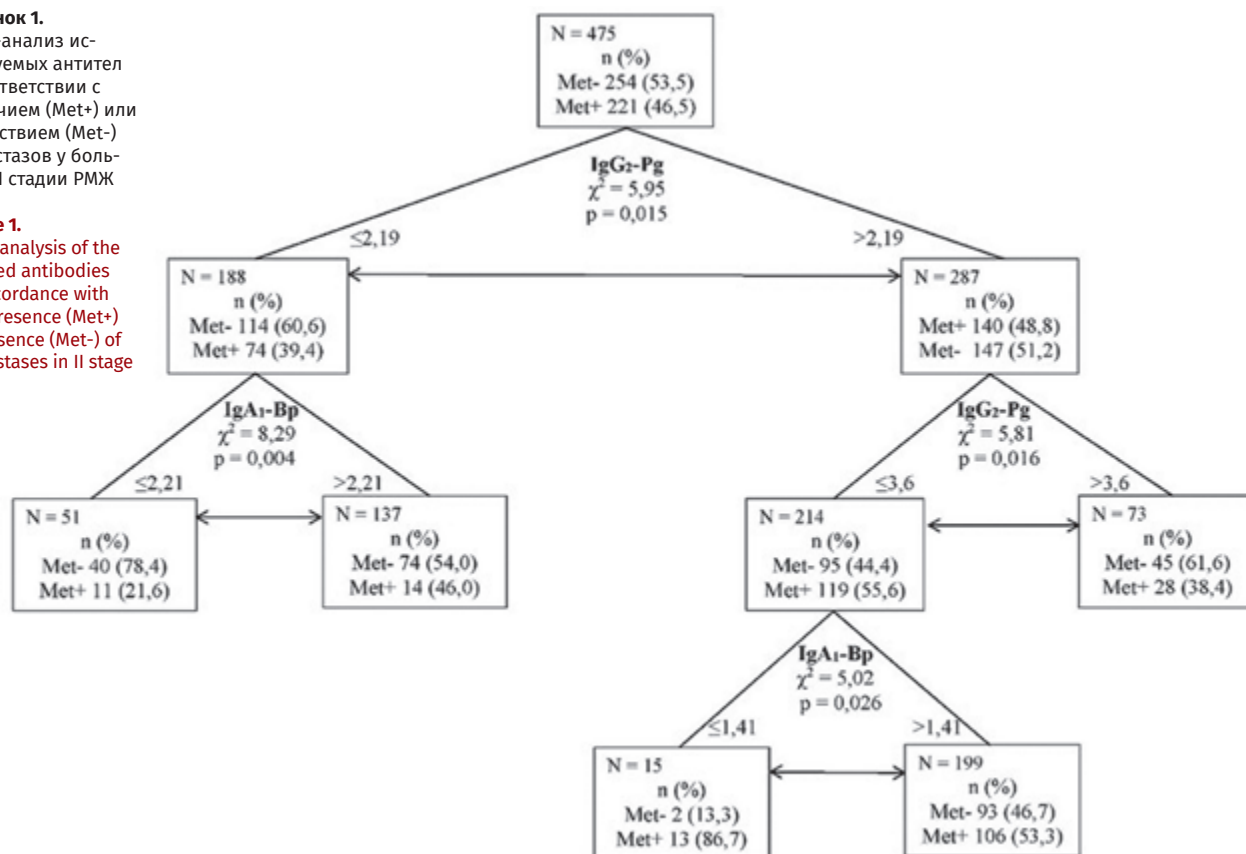 нок 1.
-анализ ис-
уемых антител
ответствии с
чием (Met+) или
ствием (Met-)
стазов у боль-
I стадии РМЖ
e 1.
analysis of the
ed antibodies
cordance with
resence (Met+)
sence (Met-) of
stases in II stage
N = 475
n (%)
Met- 254 (53,5)
Met+ 221 (46,5)
IgG₂-Pg
χ² = 5,95
p = 0,015
≤2,19
>2,19
N = 188
n (%)
Met- 114 (60,6)
Met+ 74 (39,4)
N = 287
n (%)
Met+ 140 (48,8)
Met- 147 (51,2)
IgA₁-Bp
χ² = 8,29
p = 0,004
≤2,21
>2,21
IgG₂-Pg
χ² = 5,81
p = 0,016
≤3,6
>3,6
N = 51
n (%)
Met- 40 (78,4)
Met+ 11 (21,6)
N = 137
n (%)
Met- 74 (54,0)
Met+ 14 (46,0)
N = 214
n (%)
Met- 95 (44,4)
Met+ 119 (55,6)
N = 73
n (%)
Met- 45 (61,6)
Met+ 28 (38,4)
IgA₁-Bp
χ² = 5,02
p = 0,026
≤1,41
>1,41
N = 15
n (%)
Met- 2 (13,3)
Met+ 13 (86,7)
N = 199
n (%)
Met- 93 (46,7)
Met+ 106 (53,3)